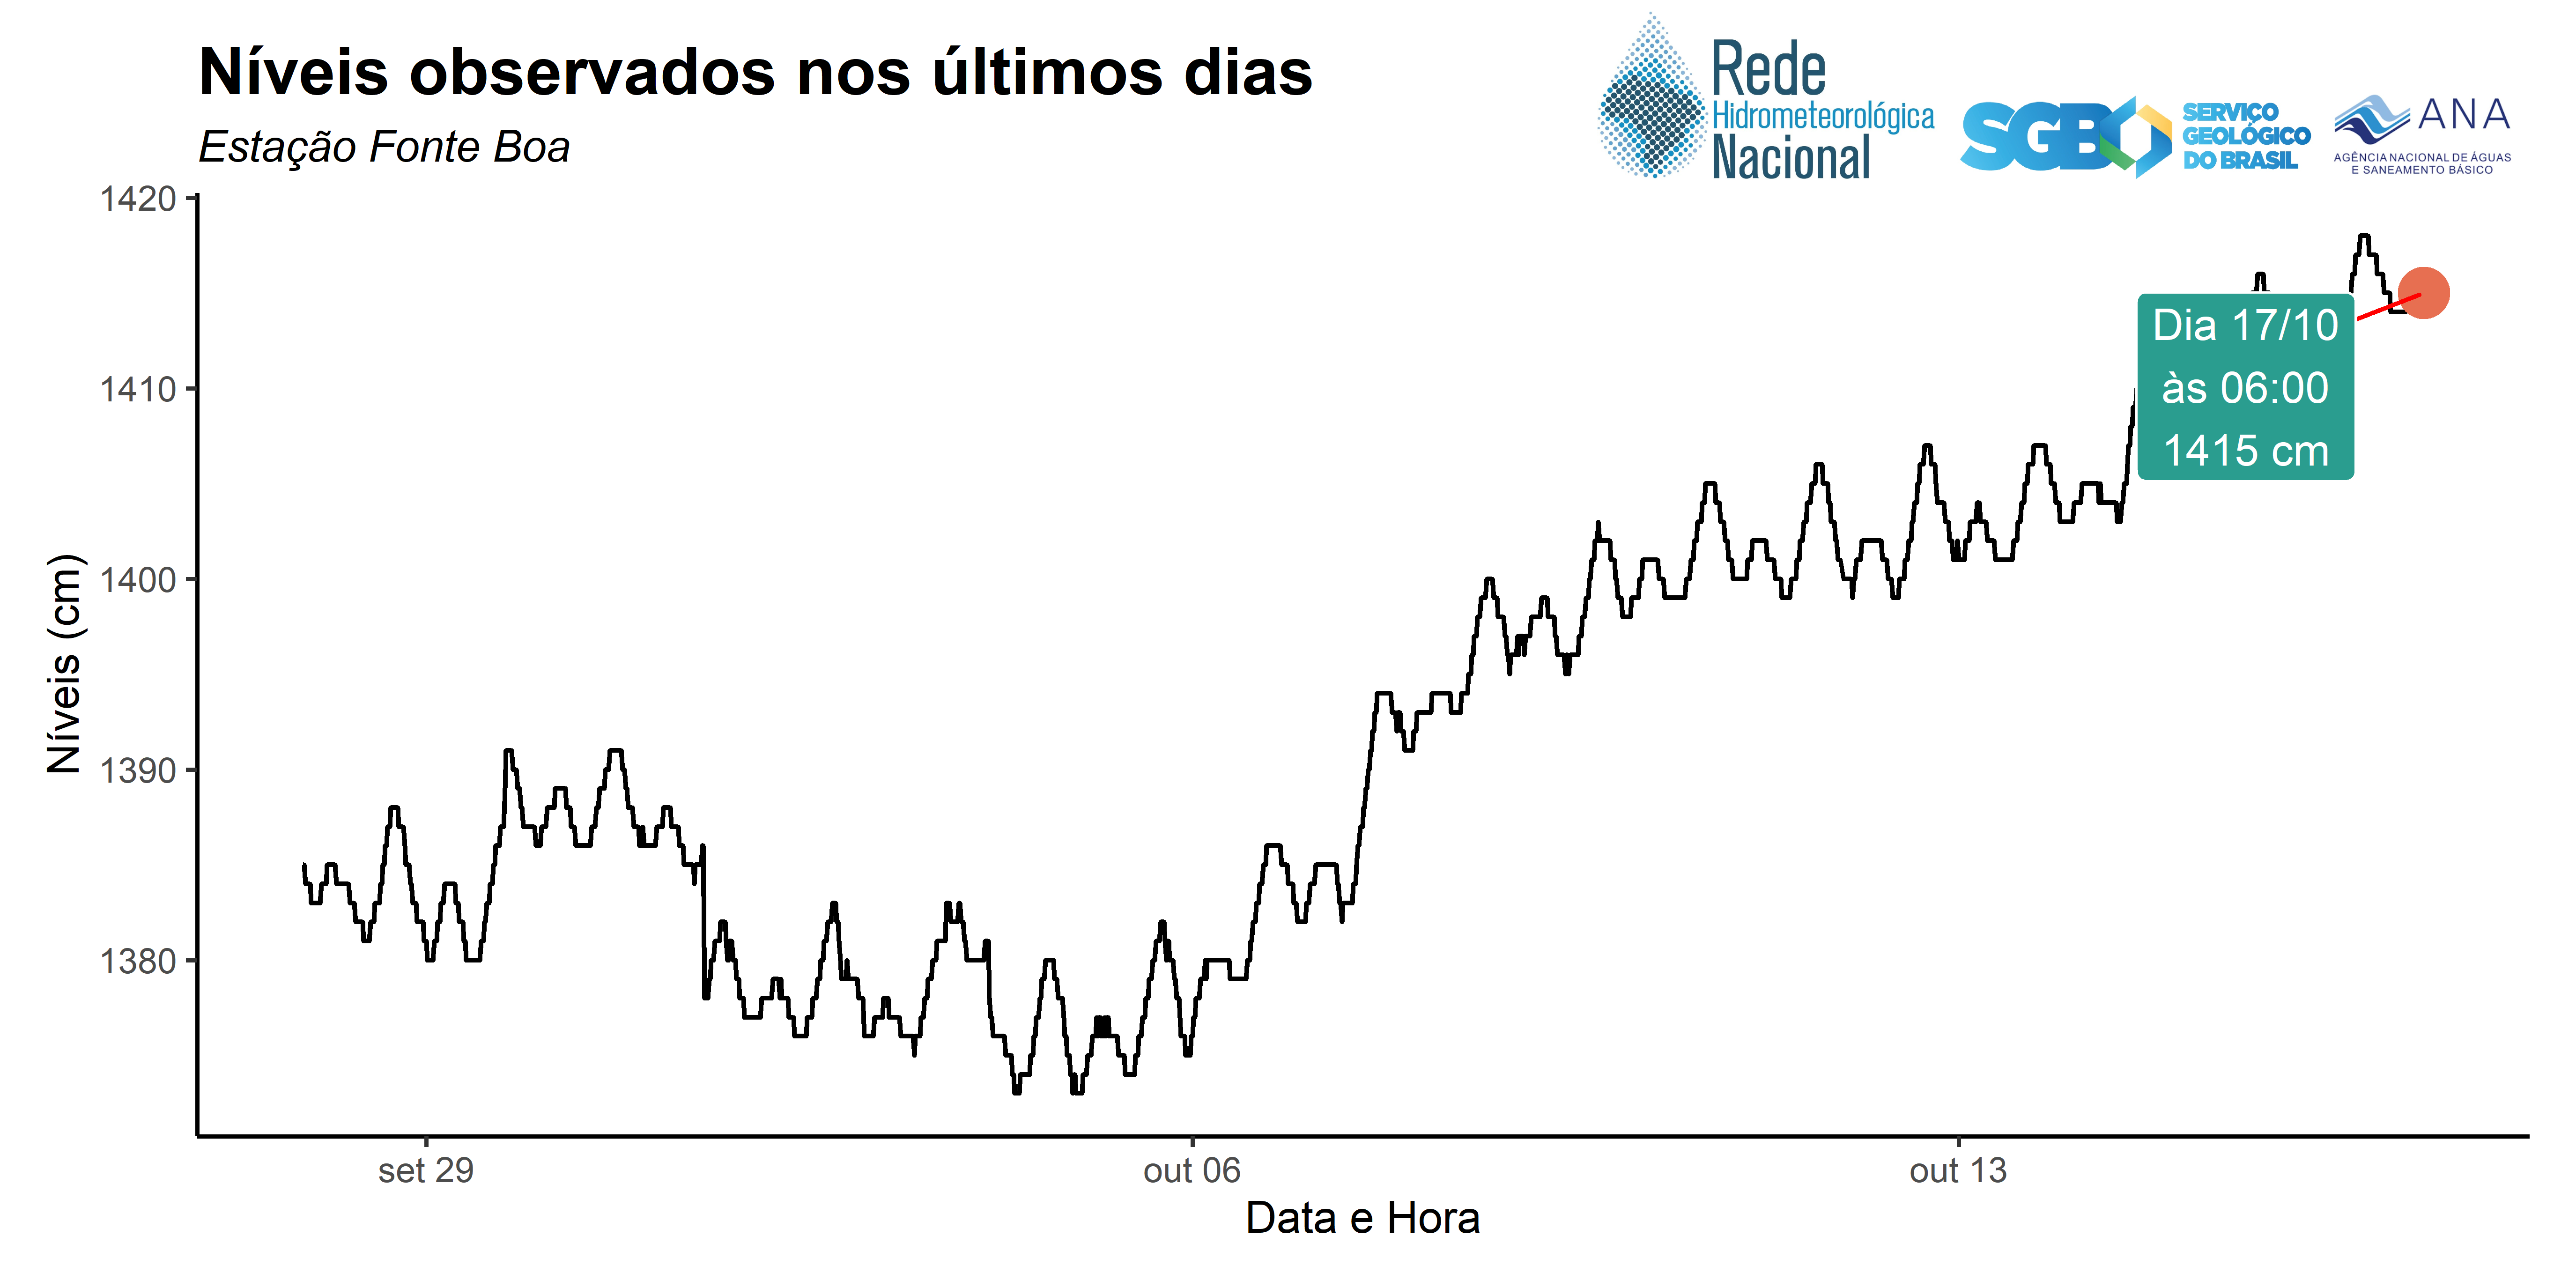 Níveis observados nos últimos dias
Estação Fonte Boa
Rede
Hidrometeorológica
Nacional
SGB
SERVIÇO
GEOLÓGICO
DO BRASIL
ANA
AGÊNCIA NACIONAL DE ÁGUAS
E SANEAMENTO BÁSICO
1420
1410
1400
1390
1380
Níveis (cm)
Dia 17/10
às 06:00
1415 cm
set 29
out 06
out 13
Data e Hora